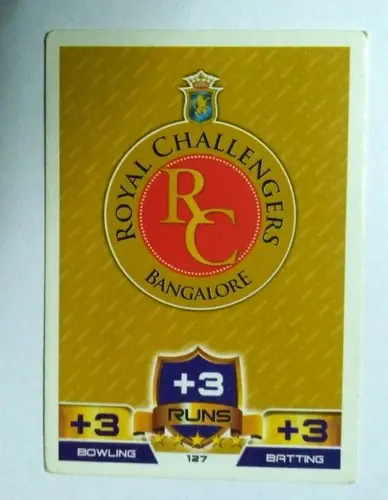 ROYAL CHALLENGERS
RC
BANGALORE
+3
RUNS
+3 +3
BOWLING 127 BATTING